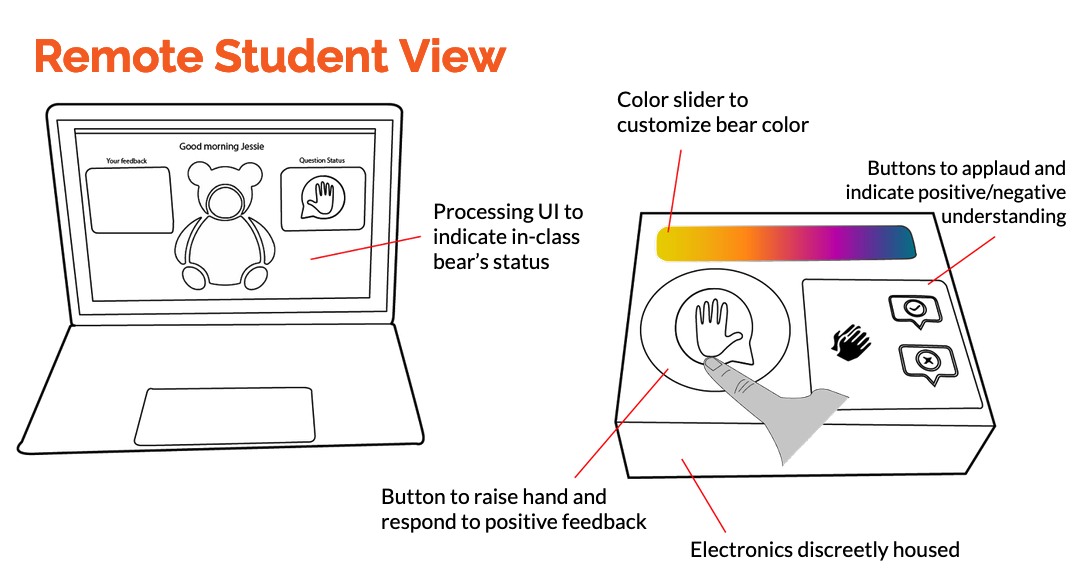 Remote Student View
Good morning Jessie
Your feedback
Question Status
Processing UI to
indicate in-class
bear's status
Color slider to
customize bear color
Buttons to applaud and
indicate positive/negative
understanding
Button to raise hand and
respond to positive feedback
Electronics discreetly housed